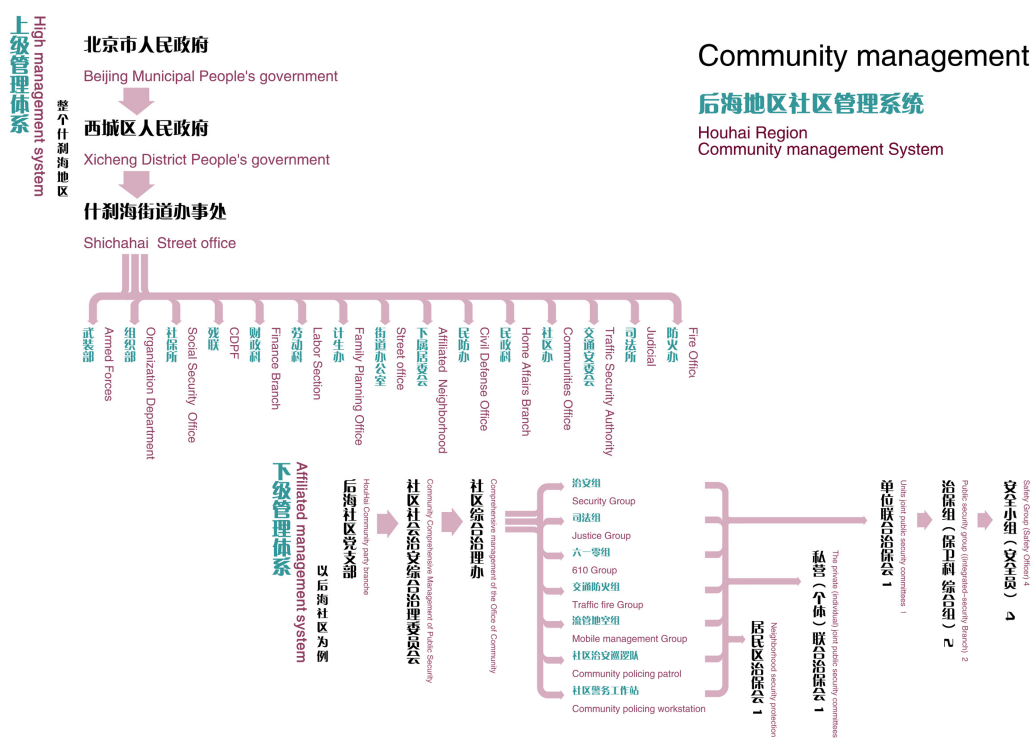 上级管理体系
High management system
整个什刹海地区
北京市人民政府
Beijing Municipal People's government
西城区人民政府
Xicheng District People's government
什刹海街道办事处
Shichahai Street office
Community management
后海地区社区管理系统
Houhai Region
Community management System
武装部
Armed Forces
组织部
Organization Department
社保所
Social Security Office
残联
CDPF
财政科
Finance Branch
劳动科
Labor Section
计生办
Family Planning Office
街道办公室
Street office
下属居委会
Affiliated Neighborhood
民防办
Civil Defense Office
民政科
Home Affairs Branch
社区办
Communities Office
交通安委会
Traffic Security Authority
司法所
Judicial
防火办
Fire Offic
下级管理体系
Affiliated management system
以后海社区为例
后海社区党支部
HouHai Community party branche
社区社会治安综合治理委员会
Community Comprehensive Management of Public Security
社区综合治理办
Comprehensive management of the Office of Community
治安组
Security Group
司法组
Justice Group
六一零组
610 Group
交通防火组
Traffic fire Group
流管地空组
Mobile management Group
社区治安巡逻队
Community policing patrol
社区警务工作站
Community policing workstation
居民区治保会 1
Neighborhood security protection
私营（个体）联合治保会 1
The private (individual) joint public security committees
单位联合治保会 1
Units joint public security committees 1
治保组（保卫科 综合组）2
Public security group ((Integrated-security Branch) 2
安全小组（安全员） 4
Safety Group (Safety Officer) 4